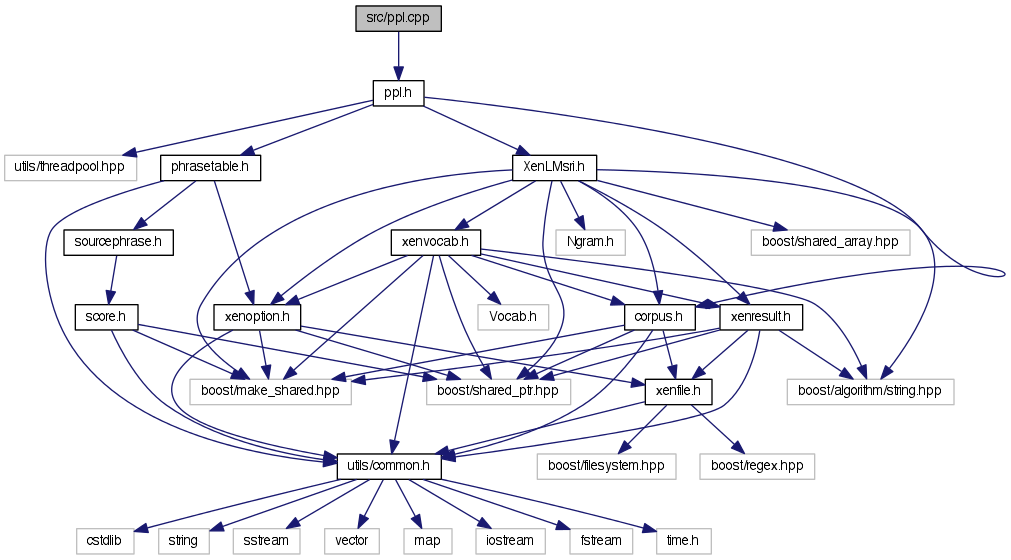 src/ppl.cpp
ppl.h
utils/threadpool.hpp
phrasetable.h
XenLMsri.h
sourcephrase.h
xenvocab.h
Ngram.h
boost/shared_array.hpp
score.h
xenoption.h
Vocab.h
corpus.h
xenresult.h
boost/make_shared.hpp
boost/shared_ptr.hpp
xenfile.h
boost/algorithm/string.hpp
utils/common.h
boost/filesystem.hpp
boost/regex.hpp
cstdlib
string
sstream
vector
map
iostream
fstream
time.h